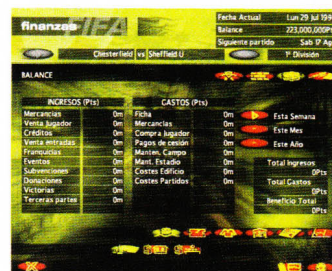 finanzas IFA
Fecha Actual Lun 29 Jul 199
Balance 223,000,000Pt
Siguiente partido Sab 17 Ag
Chesterfield vs Sheffield U 1ª División
BALANCE
INGRESOS (Pts) GASTOS (Pts)
Mercancias 0m Ficha 0m
Venta Jugador 0m Mercancias 0m
Créditos 0m Compra jugador 0m
Venta entradas 0m Pagos de cesión 0m
Franquicias 0m Manten. Campo 0m
Eventos 0m Mant. Estadio 0m
Subvenciones 0m Costes Edificio 0m
Donaciones 0m Costes Partidos 0m
Victorias 0m
Terceras partes 0m
Esta Semana
Este Mes
Este Año
Total Ingresos
0Pts
Total Gastos
0Pts
Beneficio Total
0Pts